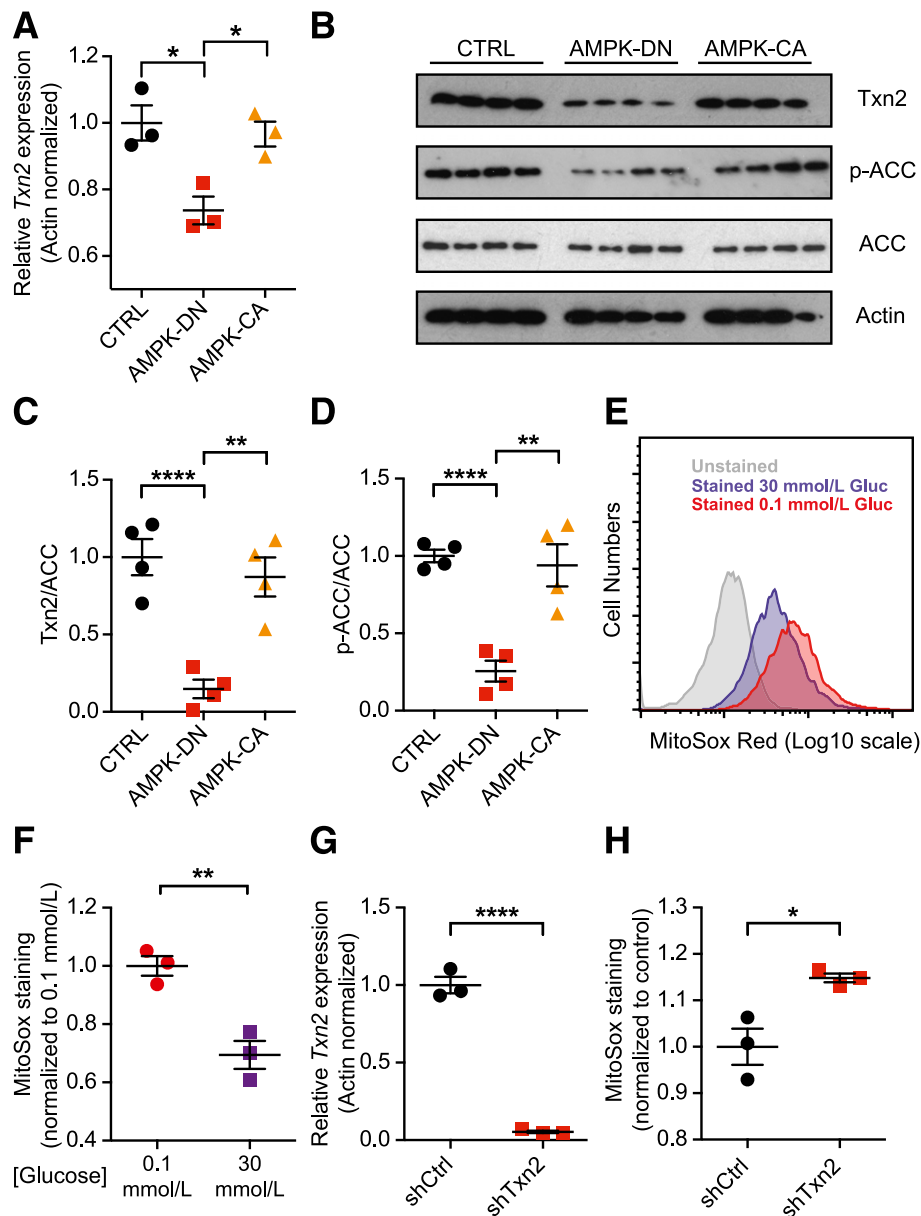 A
Relative Txn2 expression
(Actin normalized)
1.2
1.0
0.8
0.6
*
*
CTRL
AMPK-DN
AMPK-CA
B
CTRL
AMPK-DN
AMPK-CA
Txn2
p-ACC
ACC
Actin
C
Txn2/ACC
1.5
1.0
0.5
0.0
****
**
CTRL
AMPK-DN
AMPK-CA
D
p-ACC/ACC
1.5
1.0
0.5
0.0
****
**
CTRL
AMPK-DN
AMPK-CA
E
Unstained
Stained 30 mmol/L Gluc
Stained 0.1 mmol/L Gluc
Cell Numbers
MitoSox Red (Log10 scale)
F
MitoSox staining
(normalized to 0.1 mmol/L)
1.2
1.0
0.8
0.6
0.4
**
[Glucose]
0.1
mmol/L
30
mmol/L
G
Relative Txn2 expression
(Actin normalized)
1.5
1.0
0.5
0.0
****
shCtrl
shTxn2
H
MitoSox staining
(normalized to control)
1.3
1.2
1.1
1.0
0.9
0.8
*
shCtrl
shTxn2